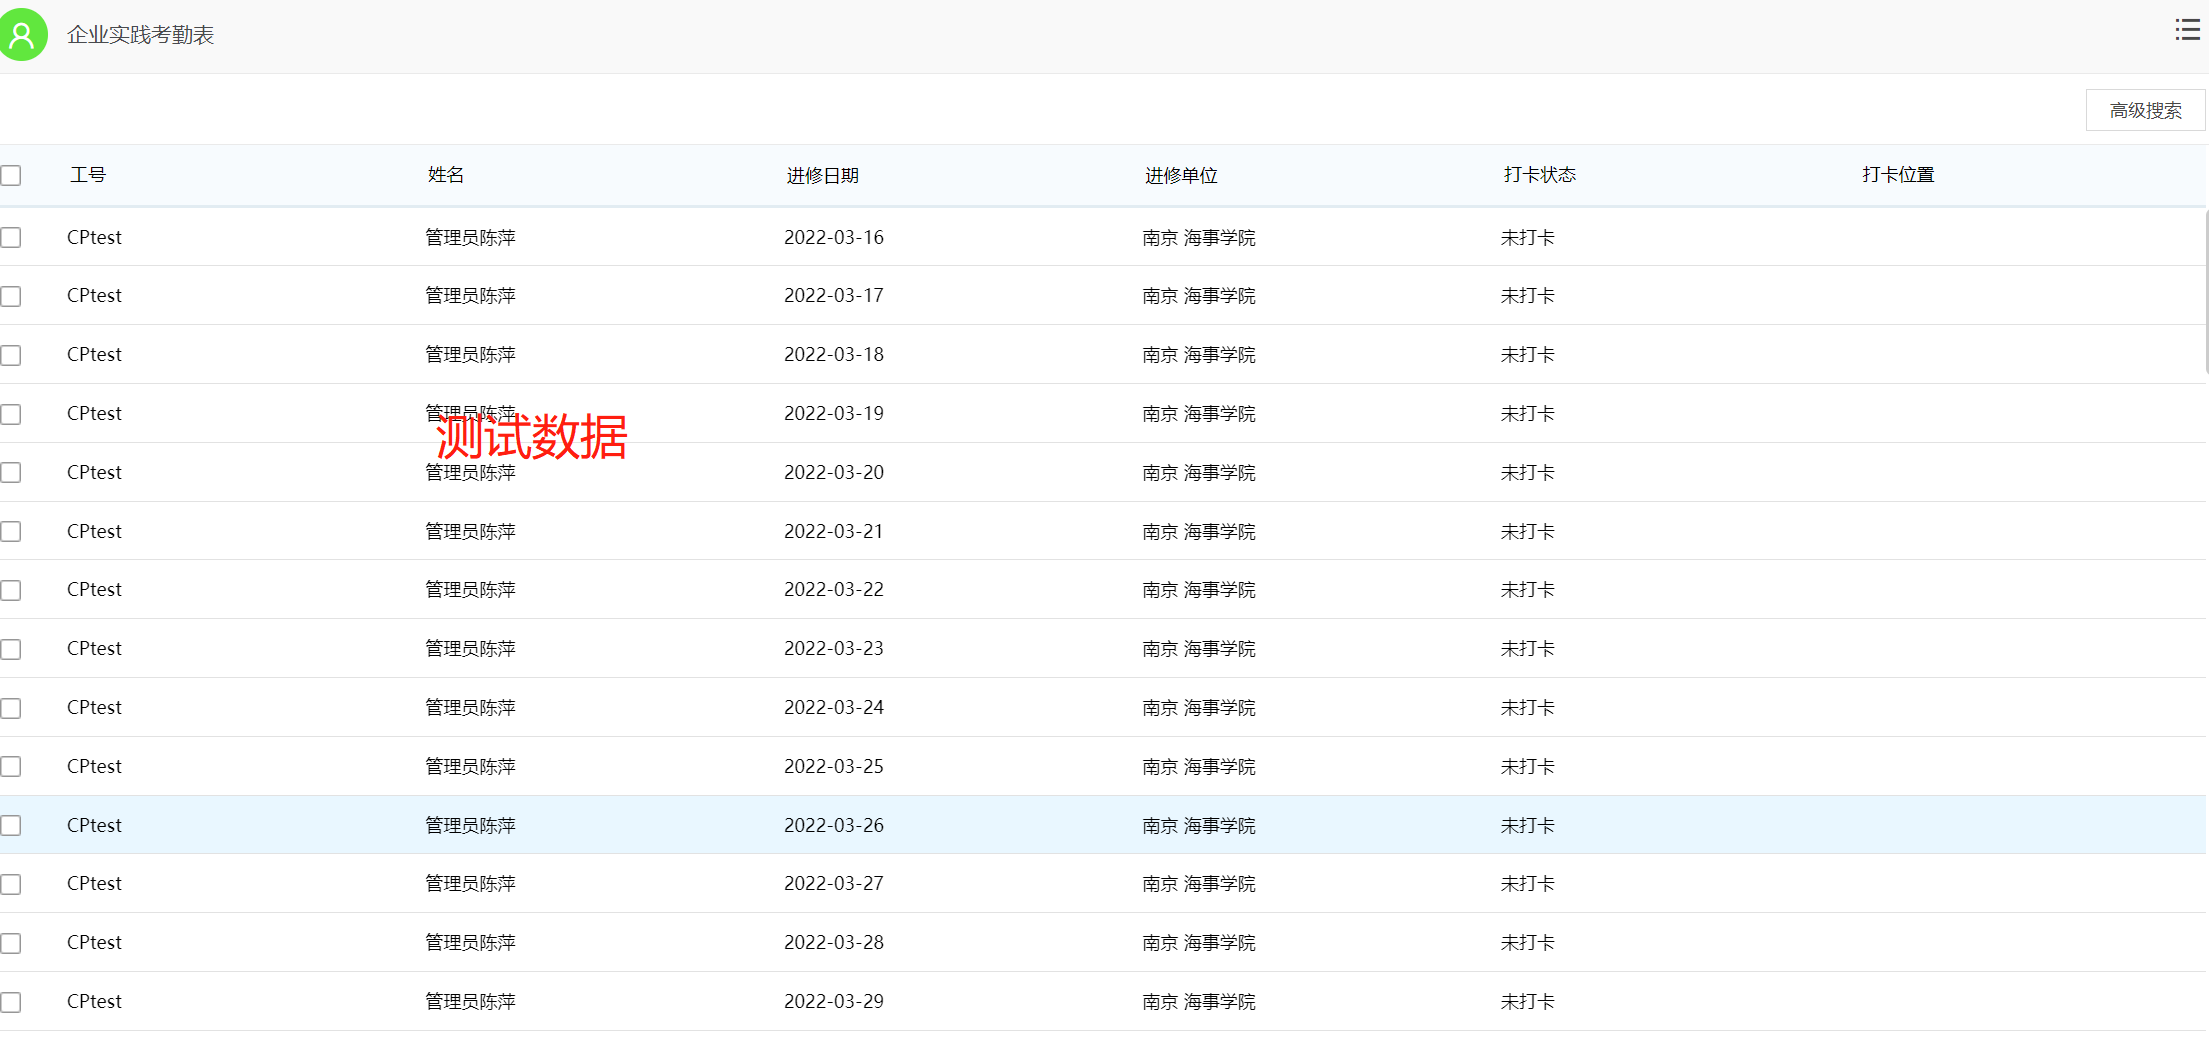 企业实践考勤表
高级搜索
工号 姓名 进修日期 进修单位 打卡状态 打卡位置
CPtest 管理员陈萍 2022-03-16 南京 海事学院 未打卡
CPtest 管理员陈萍 2022-03-17 南京 海事学院 未打卡
CPtest 管理员陈萍 2022-03-18 南京 海事学院 未打卡
CPtest 管理员陈萍 2022-03-19 南京 海事学院 未打卡
测试数据
CPtest 管理员陈萍 2022-03-20 南京 海事学院 未打卡
CPtest 管理员陈萍 2022-03-21 南京 海事学院 未打卡
CPtest 管理员陈萍 2022-03-22 南京 海事学院 未打卡
CPtest 管理员陈萍 2022-03-23 南京 海事学院 未打卡
CPtest 管理员陈萍 2022-03-24 南京 海事学院 未打卡
CPtest 管理员陈萍 2022-03-25 南京 海事学院 未打卡
CPtest 管理员陈萍 2022-03-26 南京 海事学院 未打卡
CPtest 管理员陈萍 2022-03-27 南京 海事学院 未打卡
CPtest 管理员陈萍 2022-03-28 南京 海事学院 未打卡
CPtest 管理员陈萍 2022-03-29 南京 海事学院 未打卡